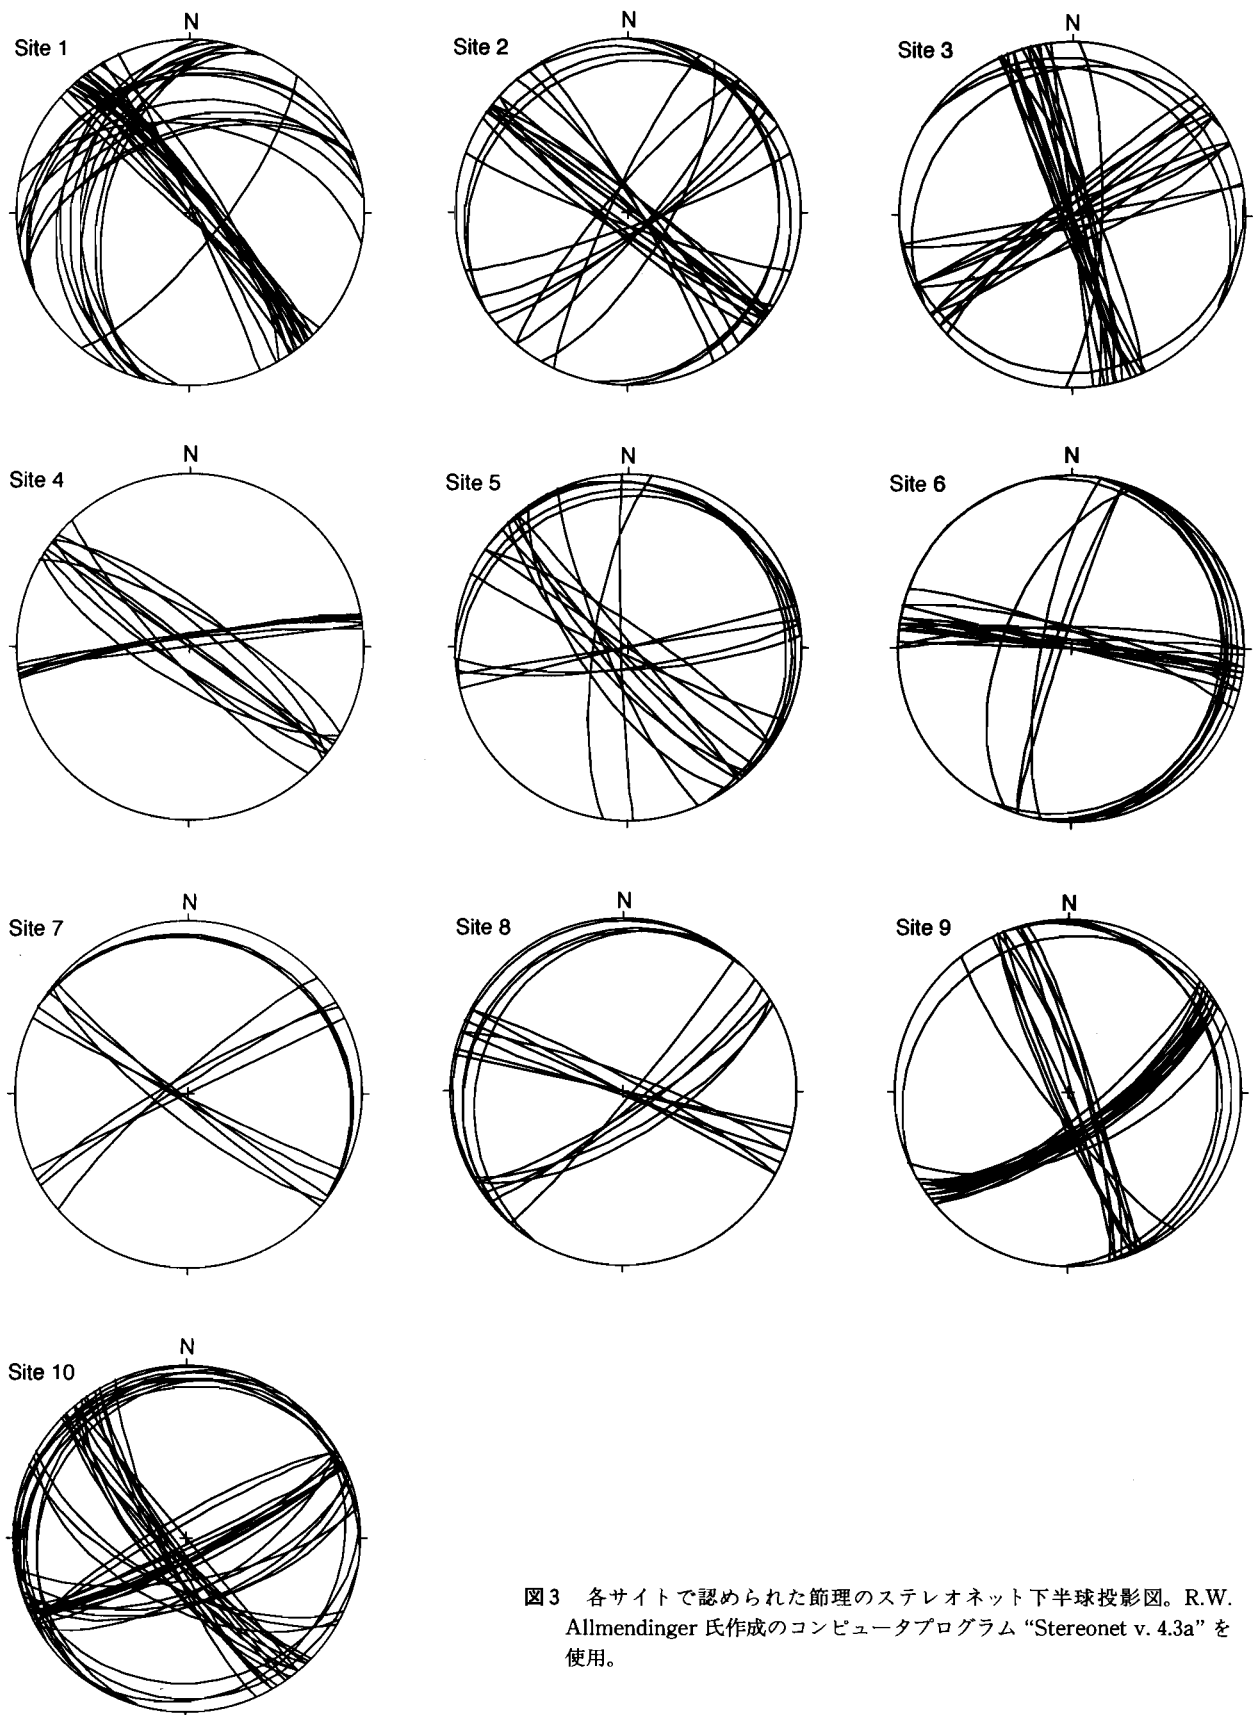 N
Site 1
N
Site 2
N
Site 3
N
Site 4
N
Site 5
N
Site 6
N
Site 7
N
Site 8
N
Site 9
N
Site 10
図3 各サイトで認められた節理のステレオネット下半球投影図。R.W.
Allmendinger 氏作成のコンピュータプログラム “Stereonet v. 4.3a” を
使用。